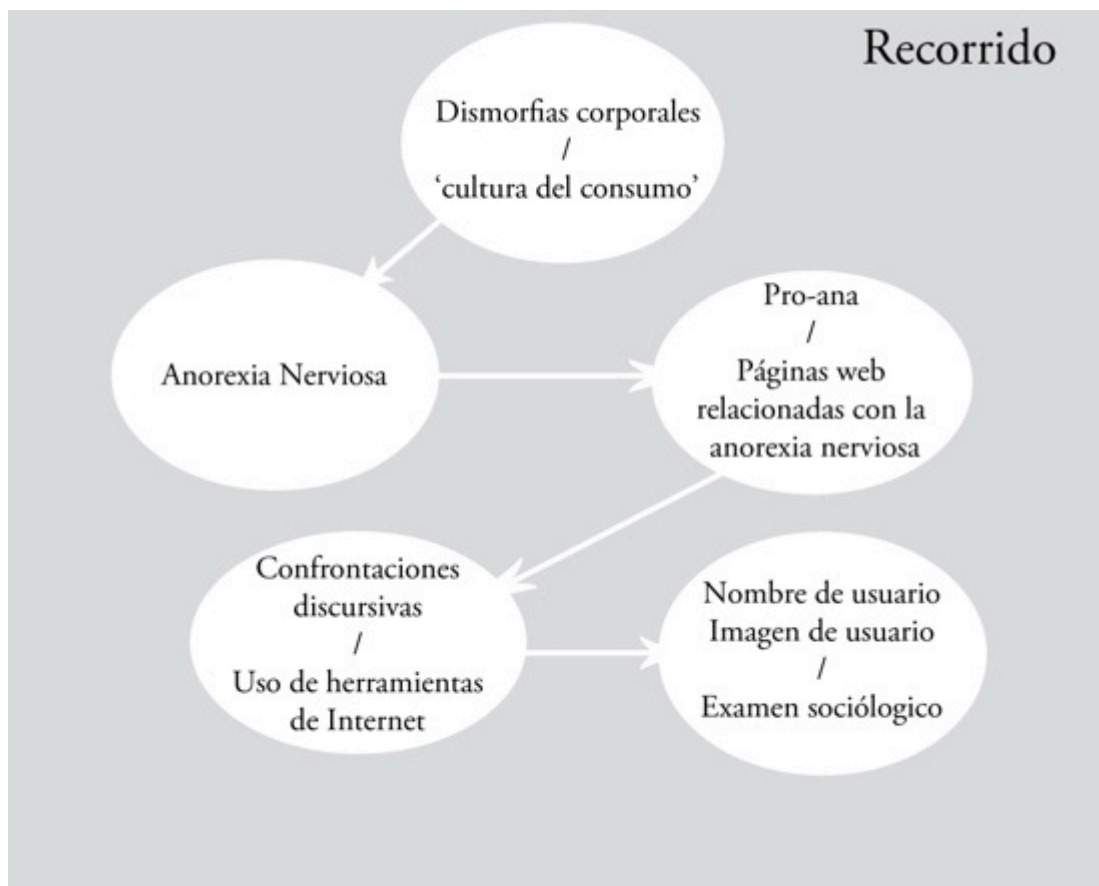 Recorrido
Dismorfias corporales
/
‘cultura del consumo’
Anorexia Nerviosa
Pro-ana
/
Páginas web
relacionadas con la
anorexia nerviosa
Confrontaciones
discursivas
/
Uso de herramientas
de Internet
Nombre de usuario
Imagen de usuario
/
Examen sociólogico